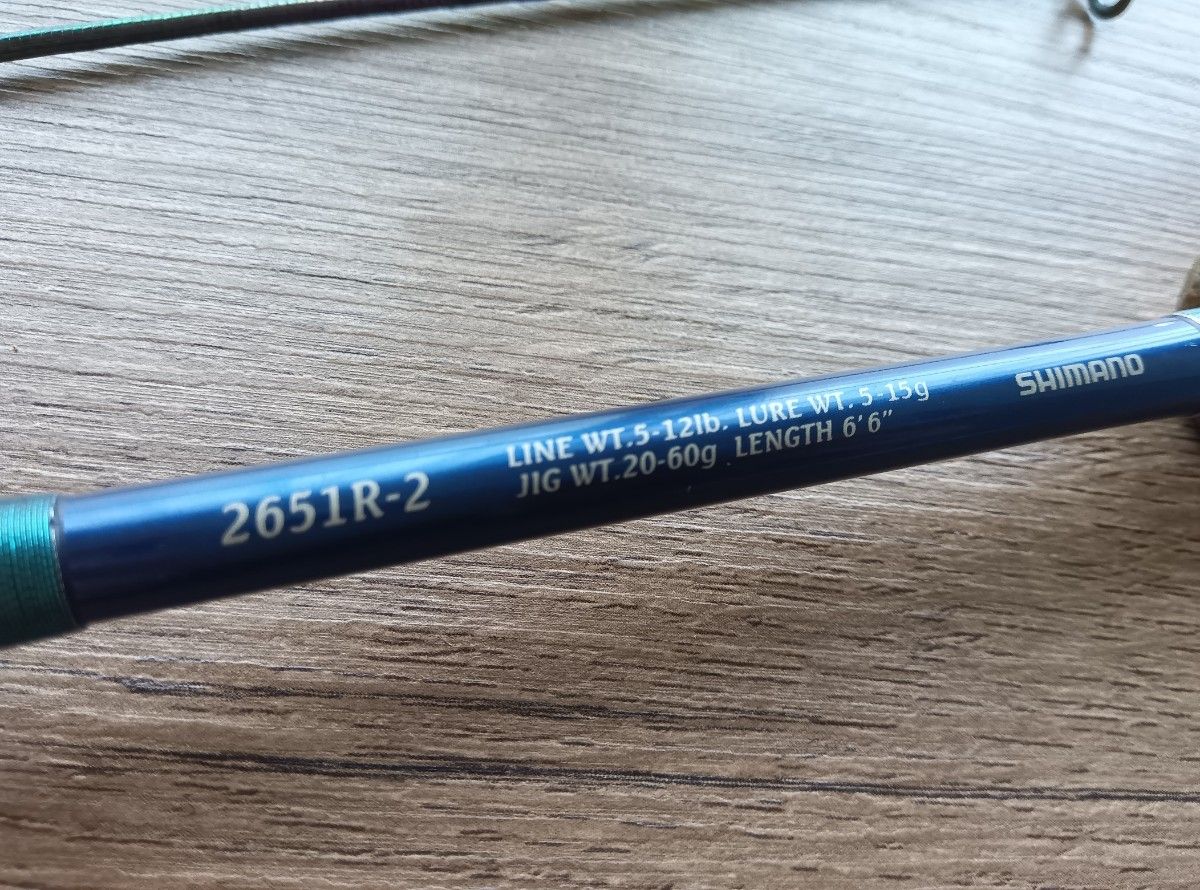 2651R-2
LINE WT.5-12lb. LURE WT.5-15g
JIG WT.20-60g LENGTH 6'6"
SHIMANO